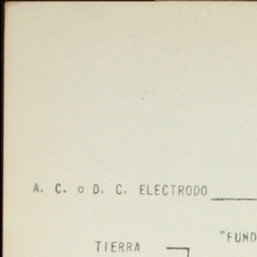 A. C. o D. C. ELECTRODO
"FUND
TIERRA